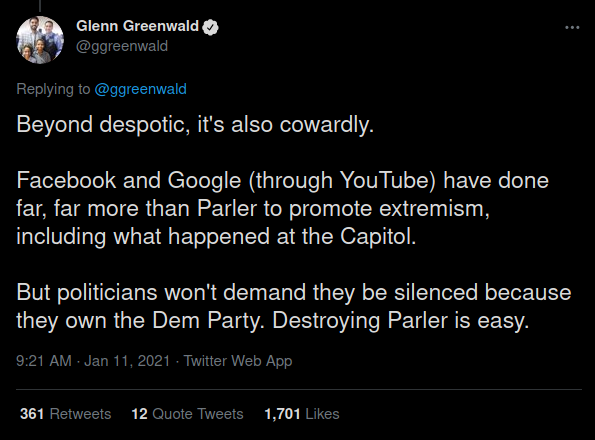 Glenn Greenwald
@ggreenwald
Replying to @ggreenwald
Beyond despotic, it's also cowardly.
Facebook and Google (through YouTube) have done
far, far more than Parler to promote extremism,
including what happened at the Capitol.
But politicians won't demand they be silenced because
they own the Dem Party. Destroying Parler is easy.
9:21 AM · Jan 11, 2021 · Twitter Web App
361 Retweets 12 Quote Tweets 1,701 Likes